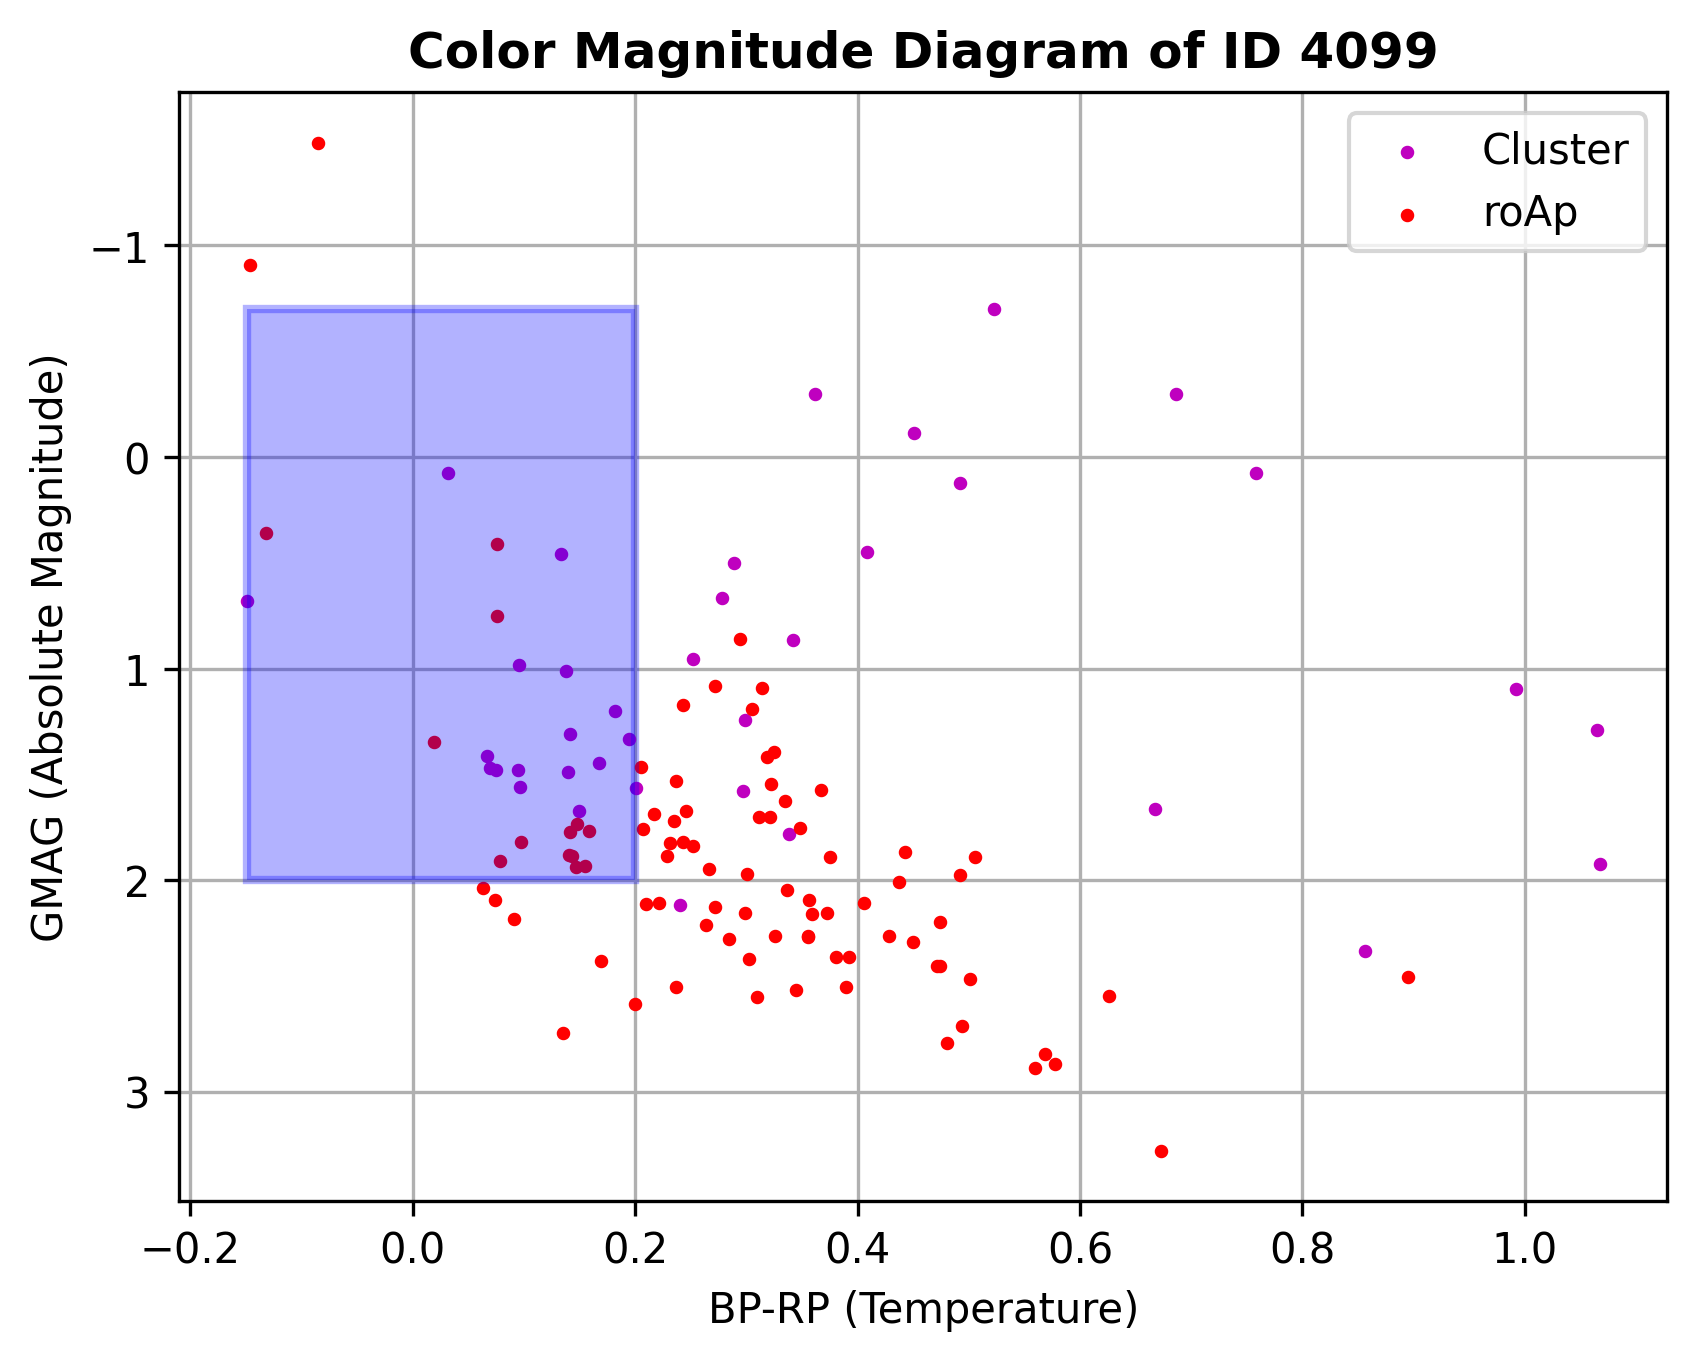 Color Magnitude Diagram of ID 4099
Cluster
roAp
GMAG (Absolute Magnitude)
−1
0
1
2
3
−0.2 0.0 0.2 0.4 0.6 0.8 1.0
BP-RP (Temperature)